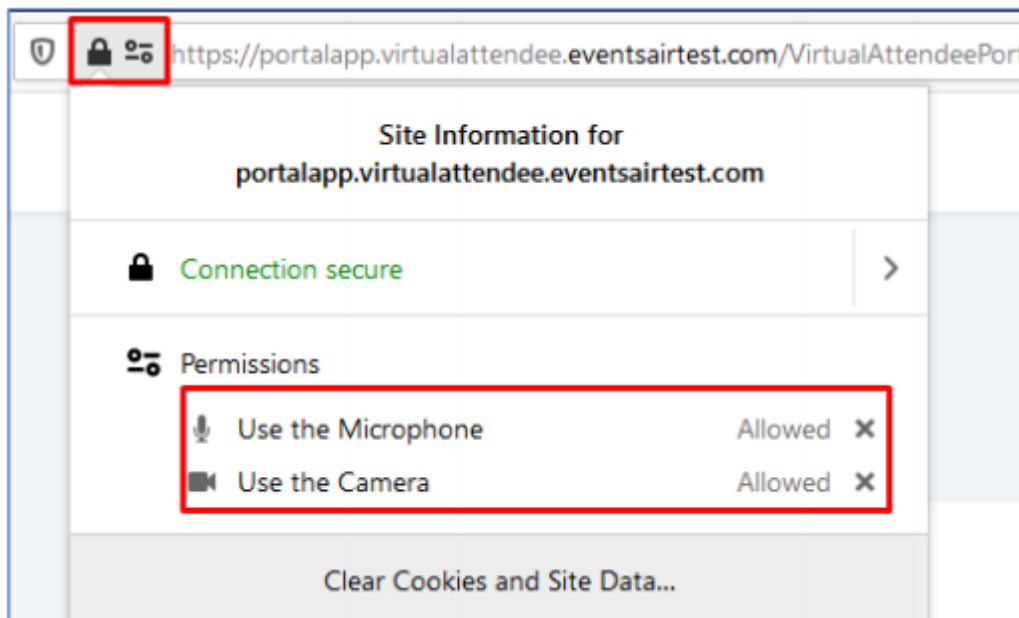 https://portalapp.virtualattendee.eventsairtest.com/VirtualAttendeePor
Site Information for
portalapp.virtualattendee.eventsairtest.com
Connection secure
Permissions
Use the Microphone Allowed
Use the Camera Allowed
Clear Cookies and Site Data...